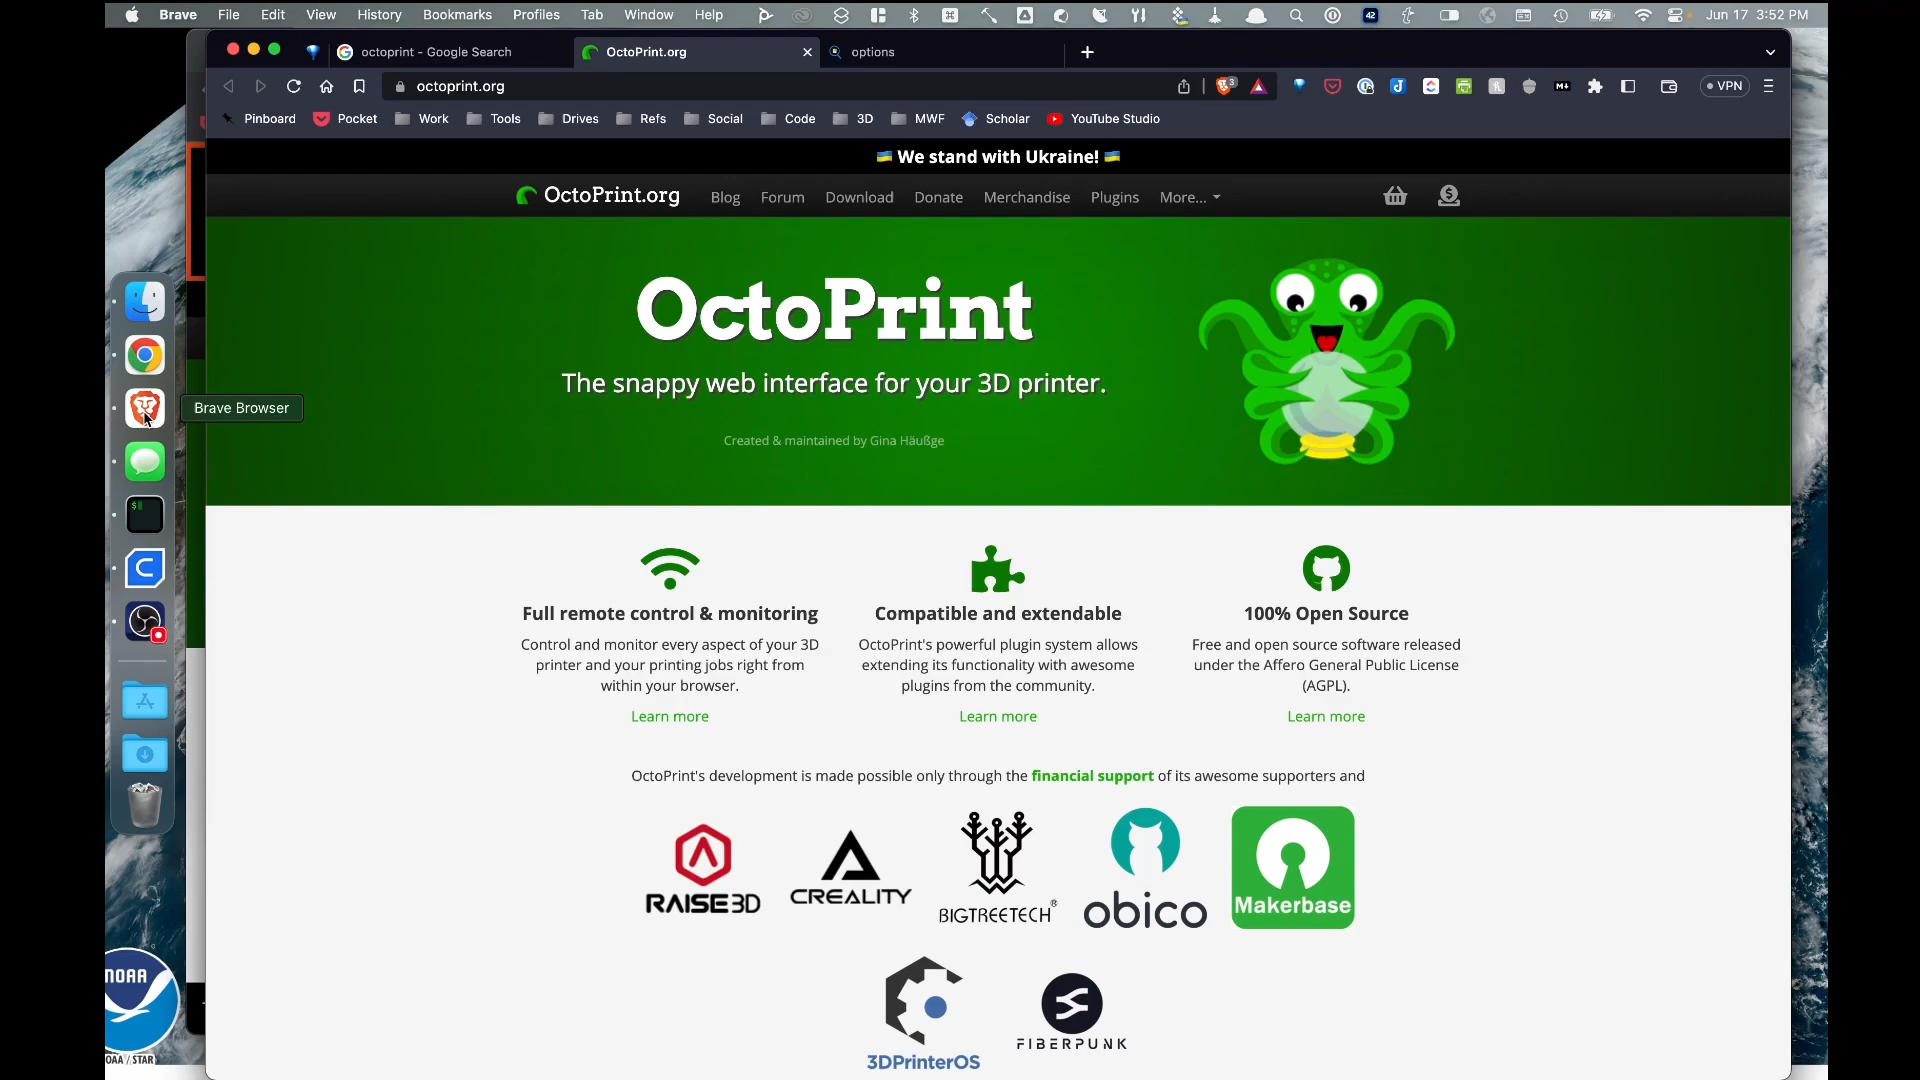 Brave File Edit View History Bookmarks Profiles Tab Window Help 42 Jun 17 3:52 PM
octoprint - Google Search OctoPrint.org options
octoprint.org 3 VPN
Pinboard Pocket Work Tools Drives Refs Social Code 3D MWF Scholar YouTube Studio
We stand with Ukraine!
OctoPrint.org Blog Forum Download Donate Merchandise Plugins More...
OctoPrint
The snappy web interface for your 3D printer.
Created & maintained by Gina Häußge
Brave Browser
Full remote control & monitoring
Control and monitor every aspect of your 3D
printer and your printing jobs right from
within your browser.
Learn more
Compatible and extendable
OctoPrint's powerful plugin system allows
extending its functionality with awesome
plugins from the community.
Learn more
100% Open Source
Free and open source software released
under the Affero General Public License
(AGPL).
Learn more
OctoPrint's development is made possible only through the financial support of its awesome supporters and
RAISE3D
CREALITY
BIGTREETECH®
obico
Makerbase
3DPrinterOS
FIBERPUNK
NOAA
OAA / STAR